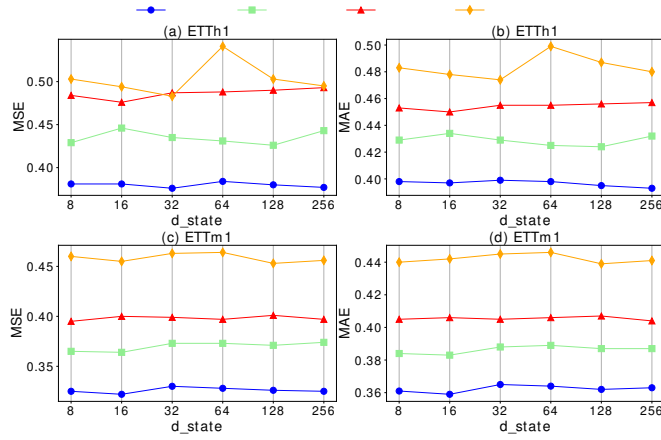 (a) ETTh1
(b) ETTh1
0.50
0.45
0.40
MSE
8 16 32 64 128 256
d_state
0.50
0.48
0.46
0.44
0.42
0.40
MAE
8 16 32 64 128 256
d_state
(c) ETTm1
(d) ETTm1
0.45
0.40
0.35
MSE
8 16 32 64 128 256
d_state
0.44
0.42
0.40
0.38
0.36
MAE
8 16 32 64 128 256
d_state